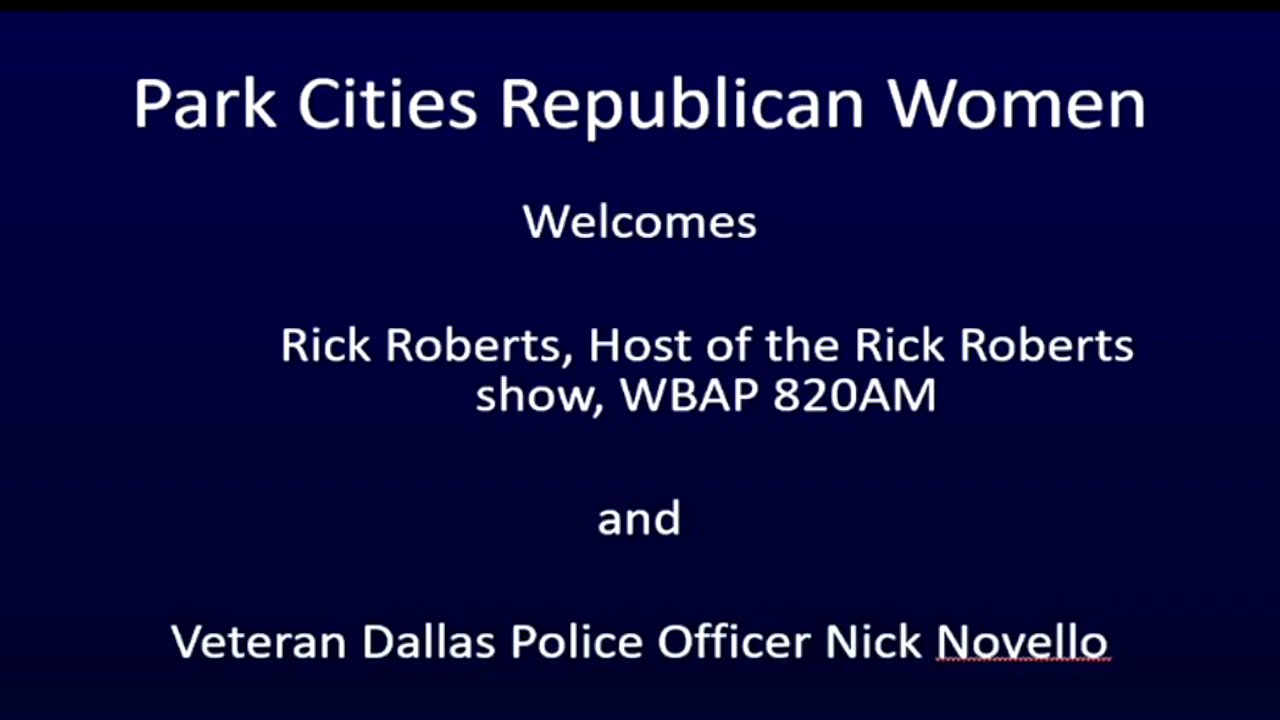 Park Cities Republican Women
Welcomes
Rick Roberts, Host of the Rick Roberts
show, WBAP 820AM
and
Veteran Dallas Police Officer Nick Novello